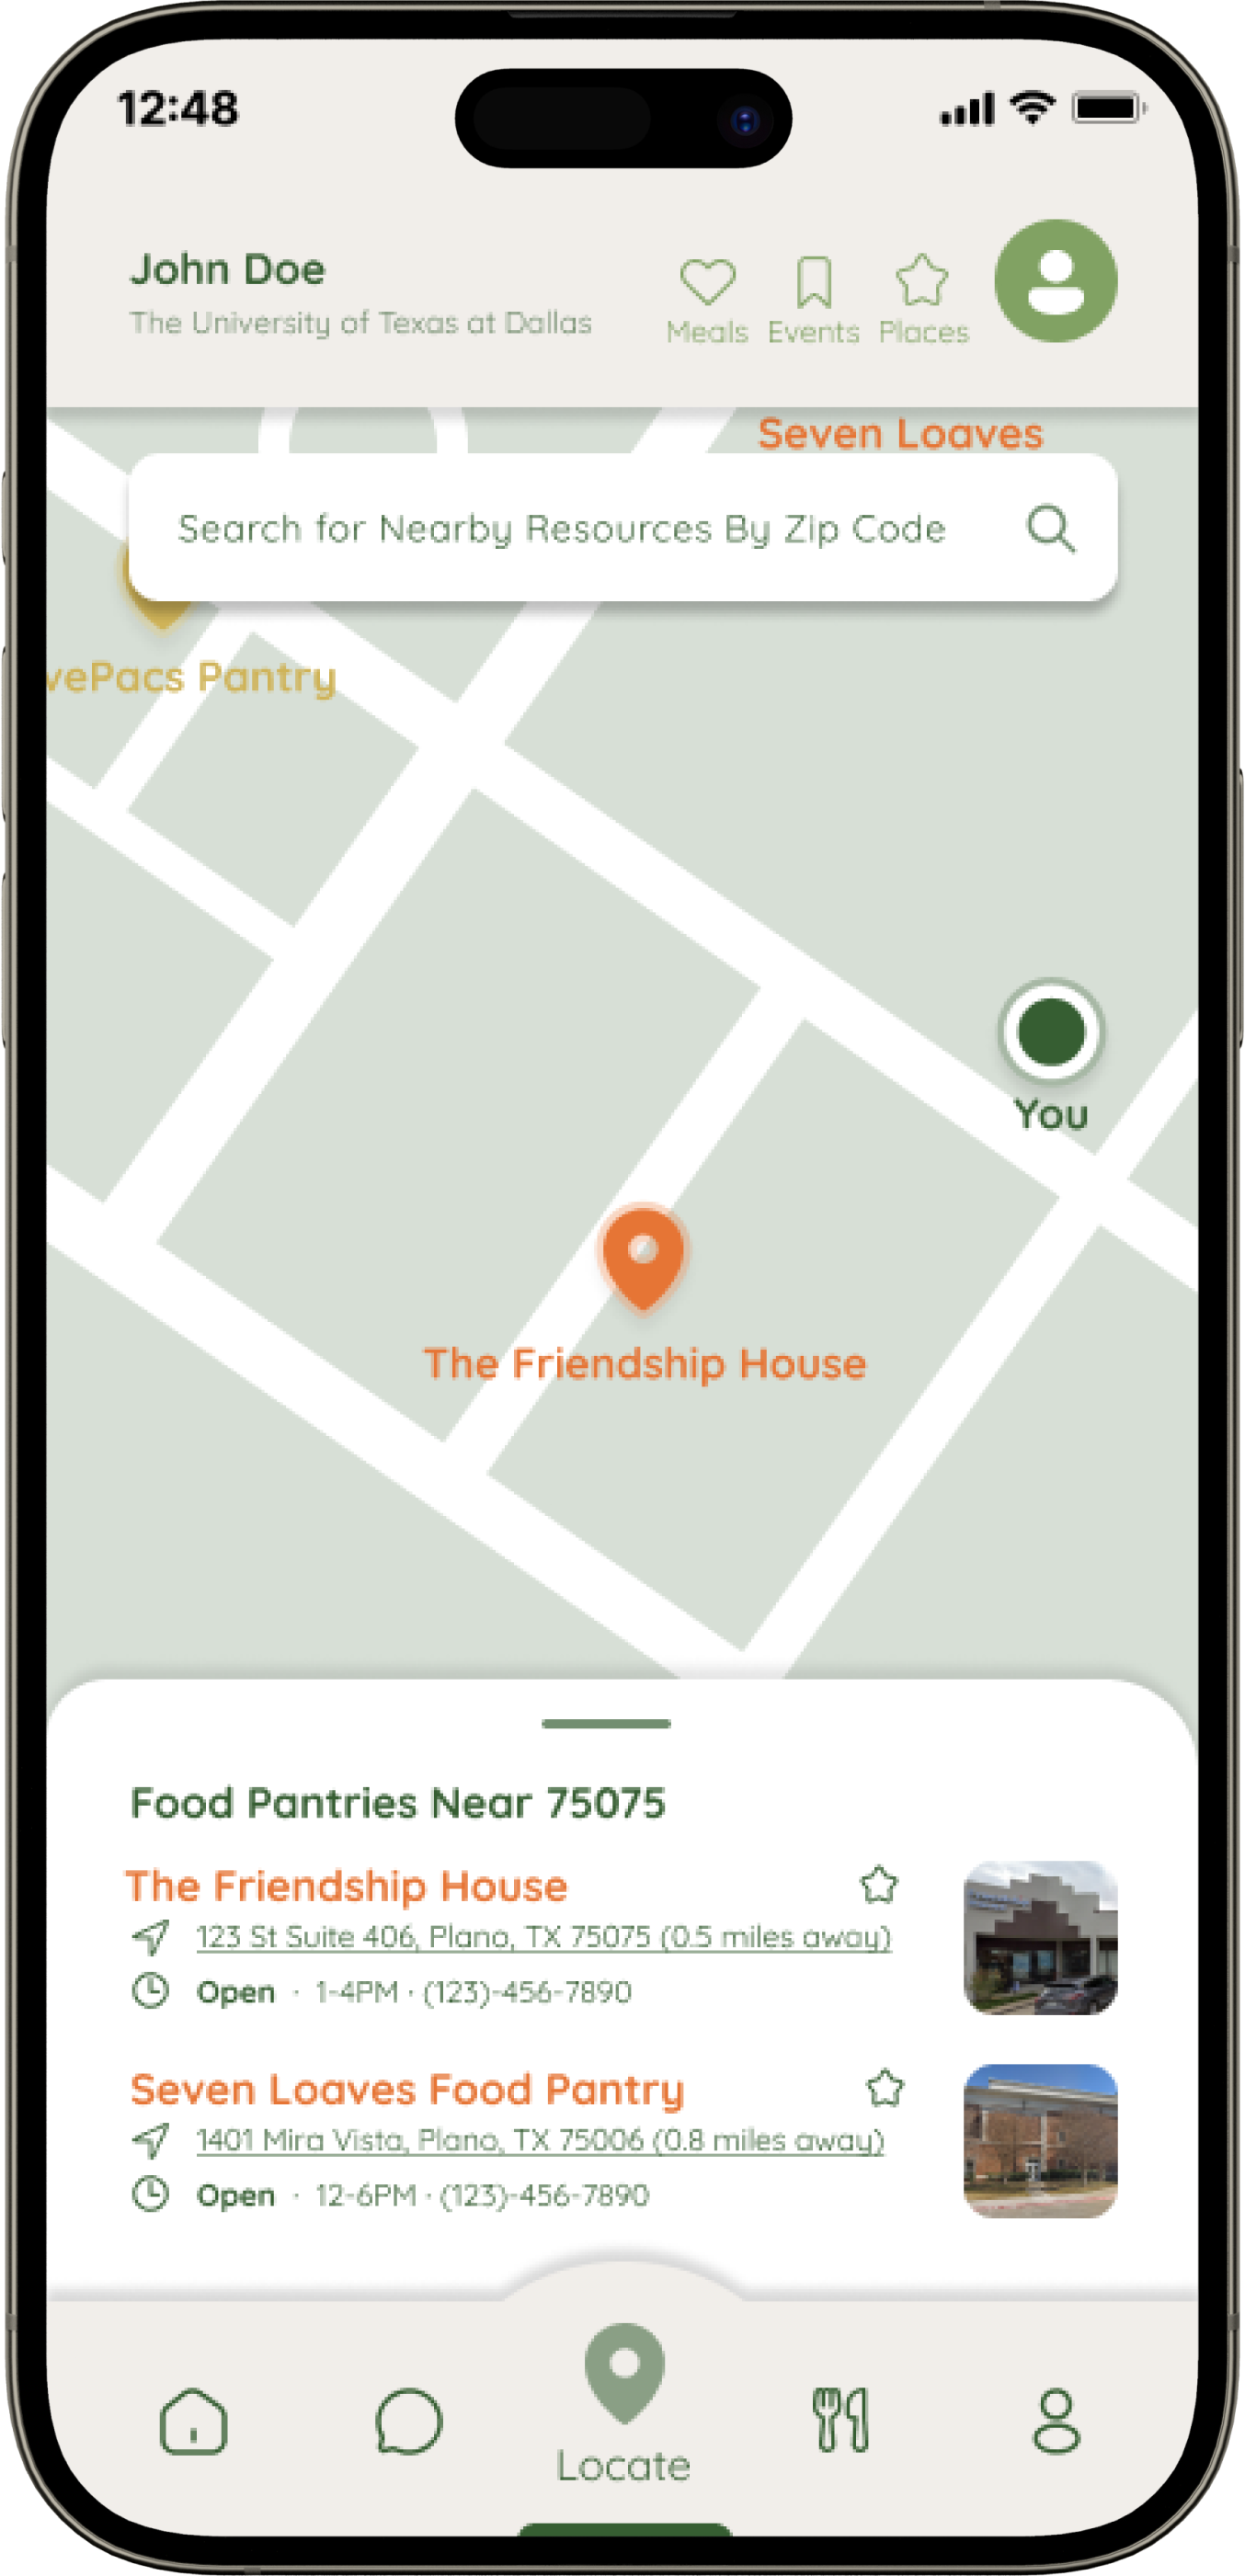 12:48
John Doe
The University of Texas at Dallas
Meals Events Places
Seven Loaves
Search for Nearby Resources By Zip Code
vePacs Pantry
You
The Friendship House
Food Pantries Near 75075
The Friendship House
123 St Suite 406, Plano, TX 75075 (0.5 miles away)
Open · 1-4PM · (123)-456-7890
Seven Loaves Food Pantry
1401 Mira Vista, Plano, TX 75006 (0.8 miles away)
Open · 12-6PM · (123)-456-7890
Locate